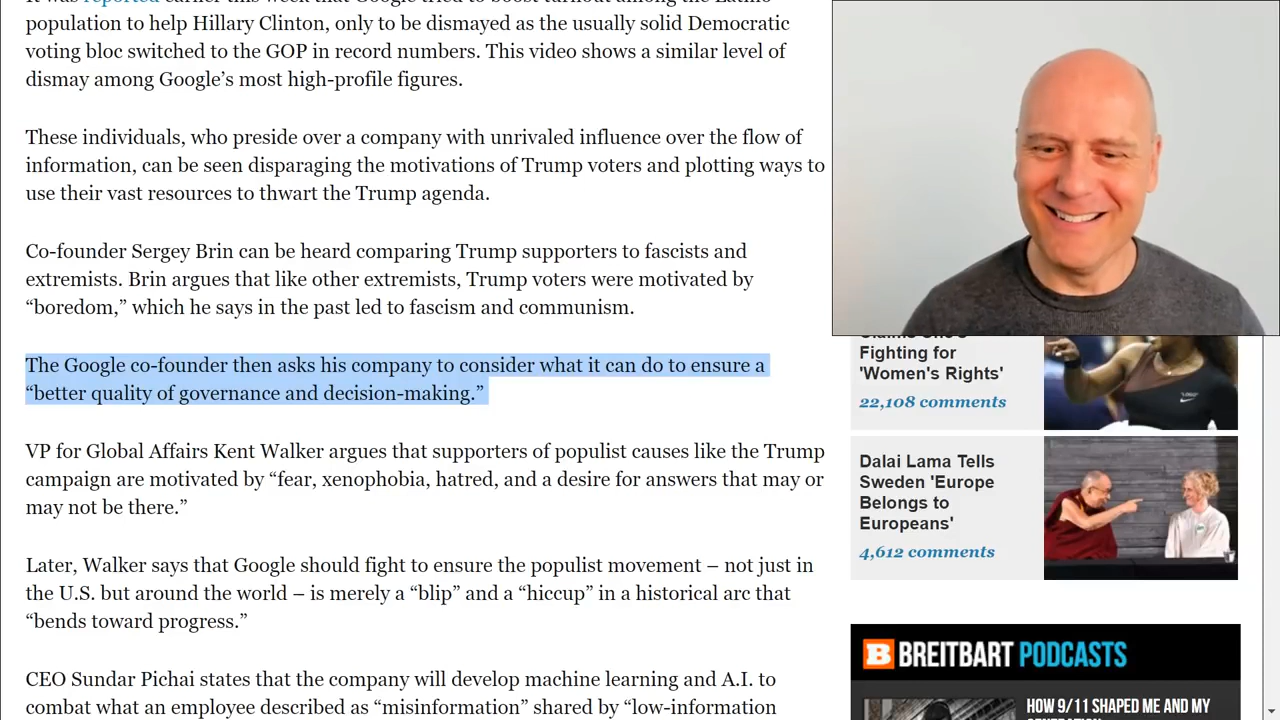 It was reported earlier this week that Google tried to boost turnout among the Latino
population to help Hillary Clinton, only to be dismayed as the usually solid Democratic
voting bloc switched to the GOP in record numbers. This video shows a similar level of
dismay among Google’s most high-profile figures.
These individuals, who preside over a company with unrivaled influence over the flow of
information, can be seen disparaging the motivations of Trump voters and plotting ways to
use their vast resources to thwart the Trump agenda.
Co-founder Sergey Brin can be heard comparing Trump supporters to fascists and
extremists. Brin argues that like other extremists, Trump voters were motivated by
“boredom,” which he says in the past led to fascism and communism.
The Google co-founder then asks his company to consider what it can do to ensure a
“better quality of governance and decision-making.”
VP for Global Affairs Kent Walker argues that supporters of populist causes like the Trump
campaign are motivated by “fear, xenophobia, hatred, and a desire for answers that may or
may not be there.”
Later, Walker says that Google should fight to ensure the populist movement – not just in
the U.S. but around the world – is merely a “blip” and a “hiccup” in a historical arc that
“bends toward progress.”
CEO Sundar Pichai states that the company will develop machine learning and A.I. to
combat what an employee described as “misinformation” shared by “low-information
Claims She's
Fighting for
'Women's Rights'
22,108 comments
Dalai Lama Tells
Sweden 'Europe
Belongs to
Europeans'
4,612 comments
B BREITBART PODCASTS
HOW 9/11 SHAPED ME AND MY
GENERATION